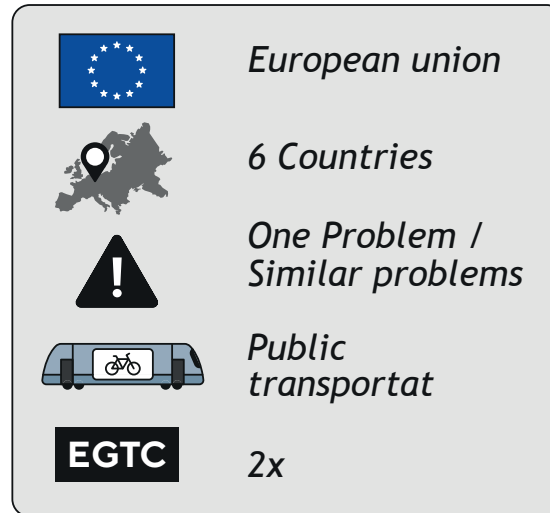 European union
6 Countries
One Problem /
Similar problems
Public
transportat
EGTC
2x